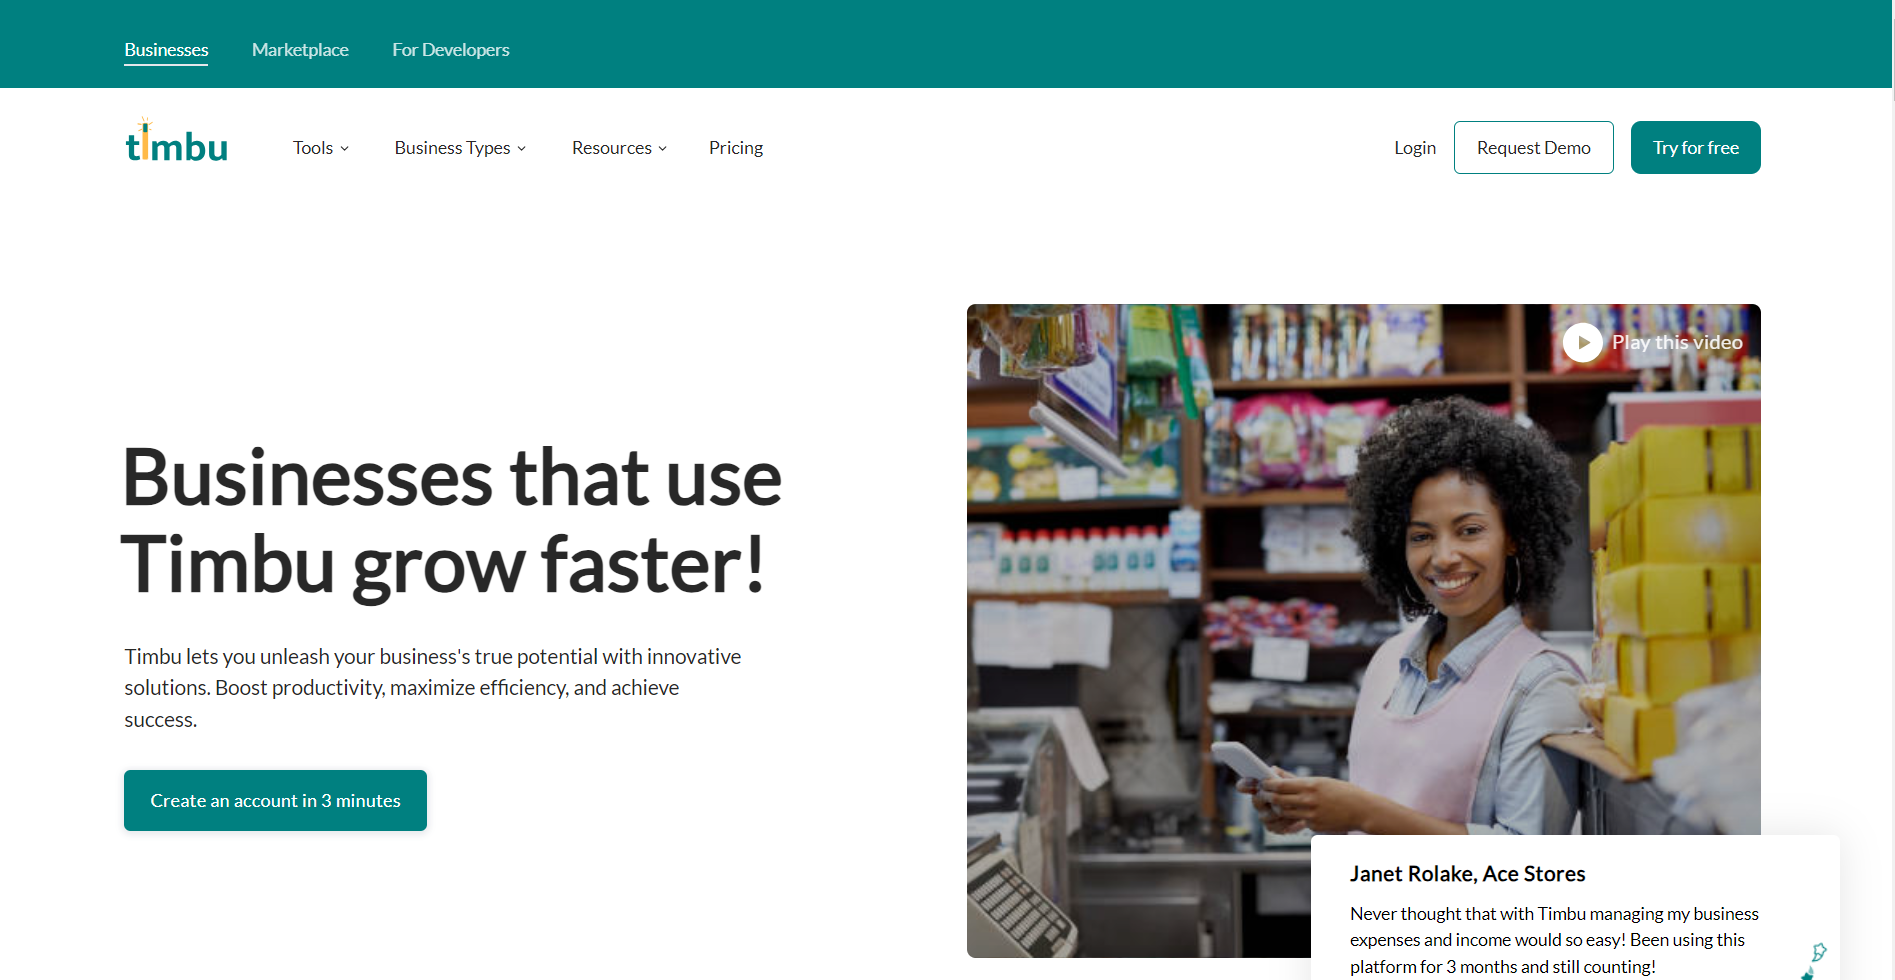 Businesses Marketplace For Developers
timbu Tools Business Types Resources Pricing Login Request Demo Try for free
Play this video
Businesses that use
Timbu grow faster!
Timbu lets you unleash your business's true potential with innovative
solutions. Boost productivity, maximize efficiency, and achieve
success.
Create an account in 3 minutes
Janet Rolake, Ace Stores
Never thought that with Timbu managing my business
expenses and income would so easy! Been using this
platform for 3 months and still counting!